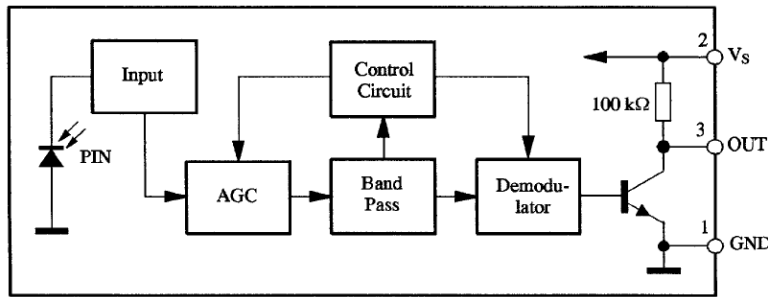 Input
Control
Circuit
2
VS
100 kΩ
3
OUT
PIN
AGC
Band
Pass
Demodu-
lator
1
GND